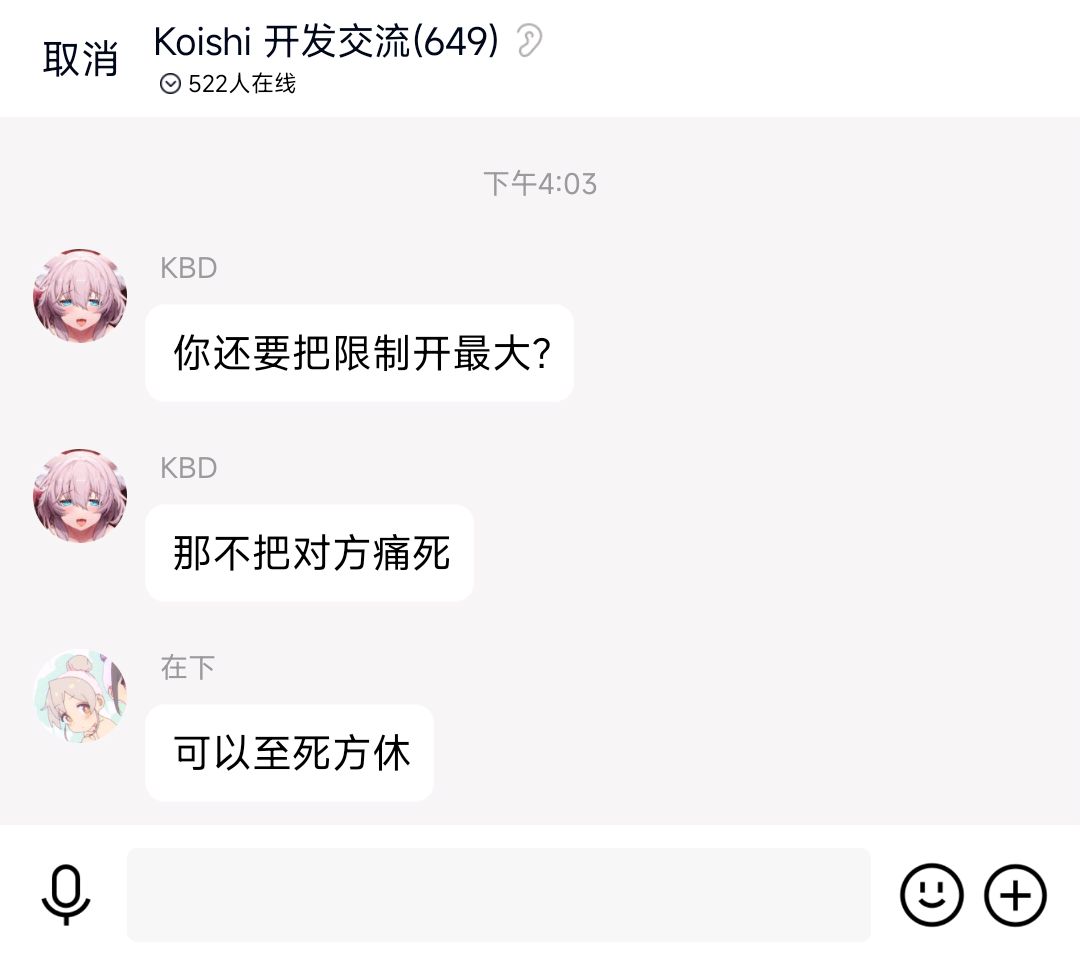 取消
Koishi 开发交流(649)
522人在线
下午4:03
KBD
你还要把限制开最大?
KBD
那不把对方痛死
在下
可以至死方休